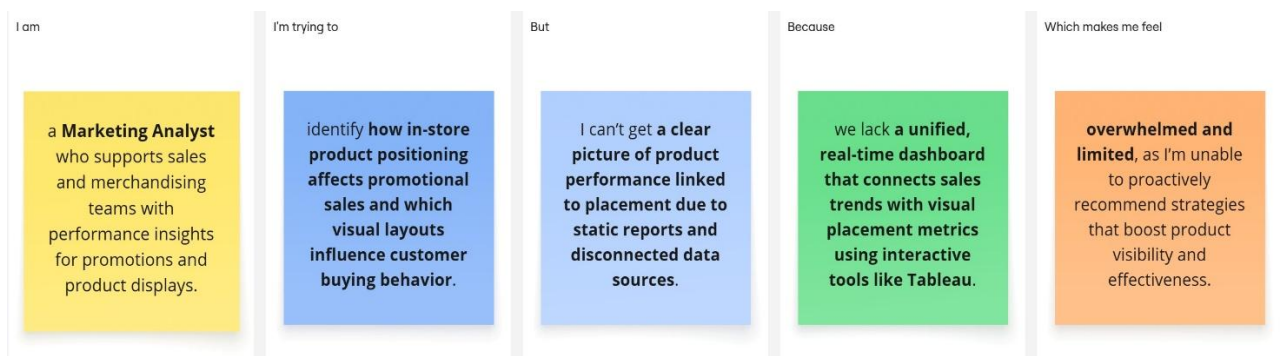 I am
a Marketing Analyst
who supports sales
and merchandising
teams with
performance insights
for promotions and
product displays.
I'm trying to
identify how in-store
product positioning
affects promotional
sales and which
visual layouts
influence customer
buying behavior.
But
I can’t get a clear
picture of product
performance linked
to placement due to
static reports and
disconnected data
sources.
Because
we lack a unified,
real-time dashboard
that connects sales
trends with visual
placement metrics
using interactive
tools like Tableau.
Which makes me feel
overwhelmed and
limited, as I’m unable
to proactively
recommend strategies
that boost product
visibility and
effectiveness.